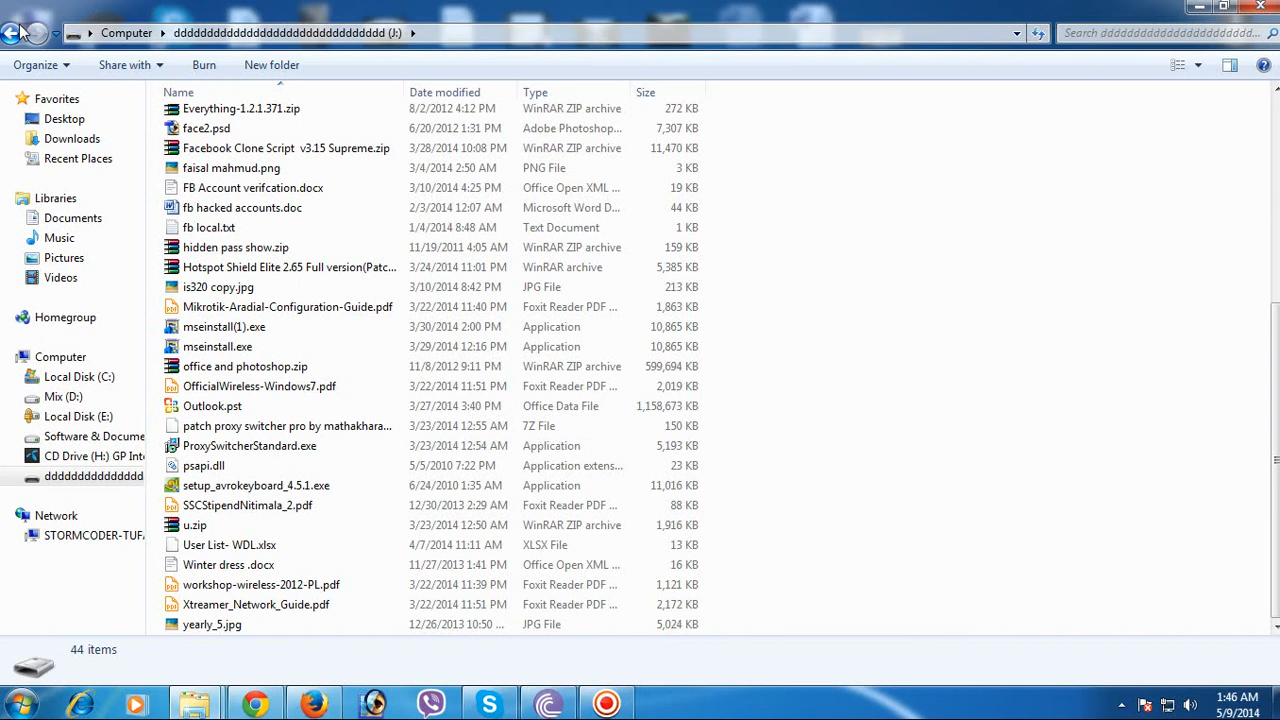 Computer dddddddddddddddddddddddddddddddd (J:)
Search dddddddddddddddddddddddd...
Organize Share with Burn New folder
Name Date modified Type Size
Favorites
Desktop
Downloads
Recent Places
Libraries
Documents
Music
Pictures
Videos
Homegroup
Computer
Local Disk (C:)
Mix (D:)
Local Disk (E:)
Software & Docume
CD Drive (H:) GP Int
ddddddddddddddd
Network
STORMCODER-TUF
Everything-1.2.1.371.zip 8/2/2012 4:12 PM WinRAR ZIP archive 272 KB
face2.psd 6/20/2012 1:31 PM Adobe Photoshop... 7,307 KB
Facebook Clone Script v3.15 Supreme.zip 3/28/2014 10:08 PM WinRAR ZIP archive 11,470 KB
faisal mahmud.png 3/4/2014 2:50 AM PNG File 3 KB
FB Account verifcation.docx 3/10/2014 4:25 PM Office Open XML ... 19 KB
fb hacked accounts.doc 2/3/2014 12:07 AM Microsoft Word D... 44 KB
fb local.txt 1/4/2014 8:48 AM Text Document 1 KB
hidden pass show.zip 11/19/2011 4:05 AM WinRAR ZIP archive 159 KB
Hotspot Shield Elite 2.65 Full version(Patc... 3/24/2014 11:01 PM WinRAR archive 5,385 KB
is320 copy.jpg 3/10/2014 8:42 PM JPG File 213 KB
Mikrotik-Aradial-Configuration-Guide.pdf 3/22/2014 11:40 PM Foxit Reader PDF ... 1,863 KB
mseinstall(1).exe 3/30/2014 2:00 PM Application 10,865 KB
mseinstall.exe 3/29/2014 12:16 PM Application 10,865 KB
office and photoshop.zip 11/8/2012 9:11 PM WinRAR ZIP archive 599,694 KB
OfficialWireless-Windows7.pdf 3/22/2014 11:51 PM Foxit Reader PDF ... 2,019 KB
Outlook.pst 3/27/2014 3:40 PM Office Data File 1,158,673 KB
patch proxy switcher pro by mathakhara... 3/23/2014 12:55 AM 7Z File 150 KB
ProxySwitcherStandard.exe 3/23/2014 12:54 AM Application 5,193 KB
psapi.dll 5/5/2010 7:22 PM Application extens... 23 KB
setup_avrokeyboard_4.5.1.exe 6/24/2010 1:35 AM Application 11,016 KB
SSCStipendNitimala_2.pdf 12/30/2013 2:29 AM Foxit Reader PDF ... 88 KB
u.zip 3/23/2014 12:50 AM WinRAR ZIP archive 1,916 KB
User List- WDL.xlsx 4/7/2014 11:11 AM XLSX File 13 KB
Winter dress .docx 11/27/2013 1:41 PM Office Open XML ... 16 KB
workshop-wireless-2012-PL.pdf 3/22/2014 11:39 PM Foxit Reader PDF ... 1,121 KB
Xtreamer_Network_Guide.pdf 3/22/2014 11:51 PM Foxit Reader PDF ... 2,172 KB
yearly_5.jpg 12/26/2013 10:50 ... JPG File 5,024 KB
44 items
1:46 AM
5/9/2014